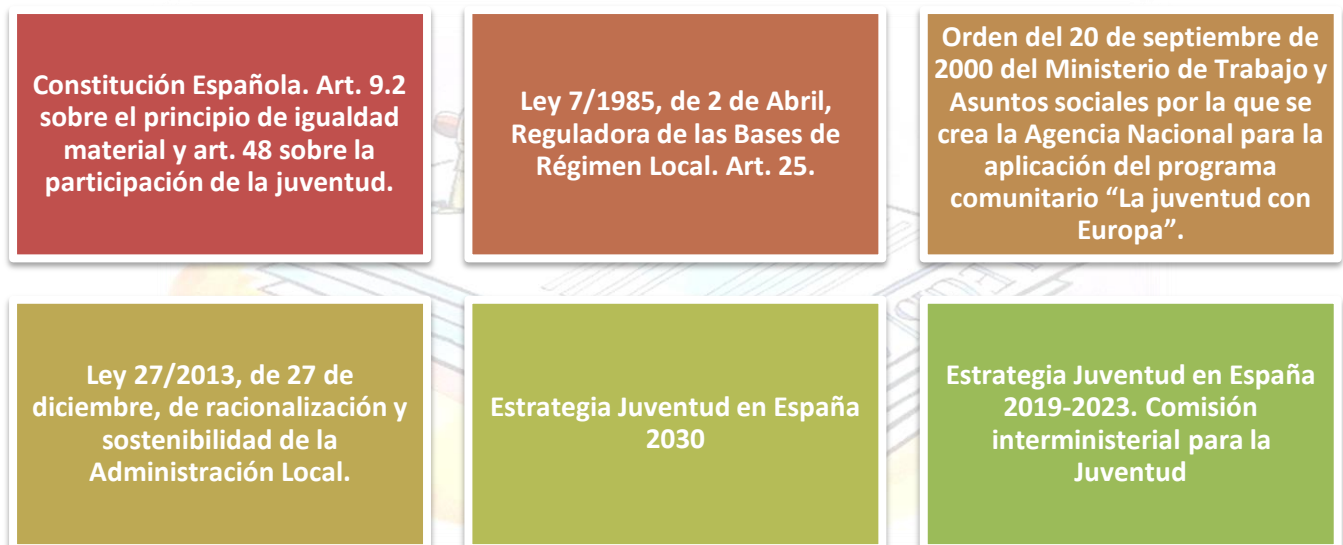 Constitución Española. Art. 9.2
sobre el principio de igualdad
material y art. 48 sobre la
participación de la juventud.
Ley 7/1985, de 2 de Abril,
Reguladora de las Bases de
Régimen Local. Art. 25.
Orden del 20 de septiembre de
2000 del Ministerio de Trabajo y
Asuntos sociales por la que se
crea la Agencia Nacional para la
aplicación del programa
comunitario “La juventud con
Europa”.
Ley 27/2013, de 27 de
diciembre, de racionalización y
sostenibilidad de la
Administración Local.
Estrategia Juventud en España
2030
Estrategia Juventud en España
2019-2023. Comisión
interministerial para la
Juventud